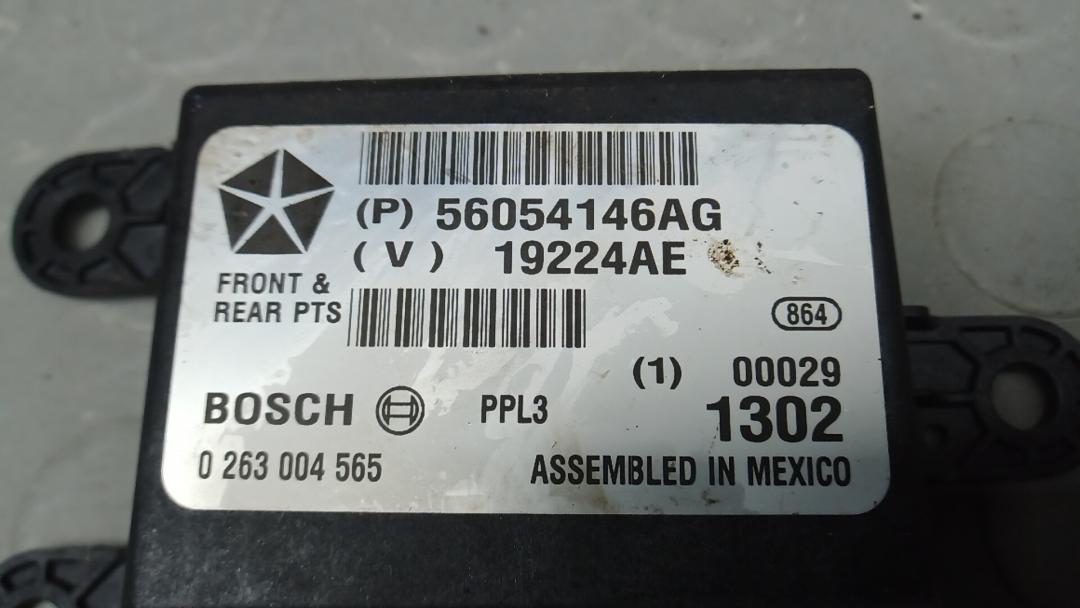 (P) 56054146AG
(V) 19224AE
FRONT &
REAR PTS
864
(1) 00029
BOSCH PPL3 1302
0 263 004 565 ASSEMBLED IN MEXICO